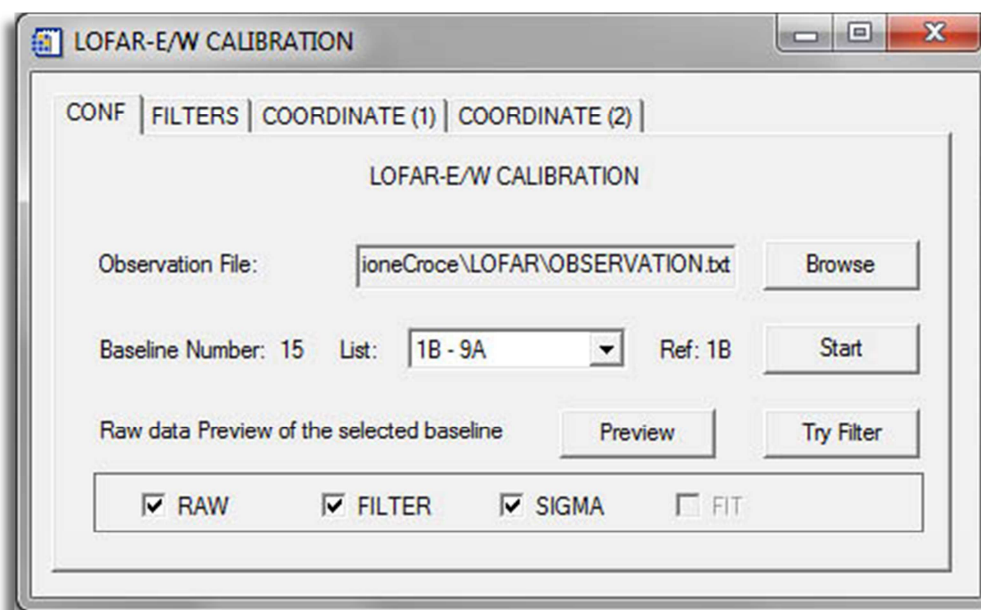 LOFAR-E/W CALIBRATION
CONF FILTERS COORDINATE (1) COORDINATE (2)
LOFAR-E/W CALIBRATION
Observation File: ioneCroce\LOFAR\OBSERVATION.txt Browse
Baseline Number: 15 List: 1B - 9A Ref: 1B Start
Raw data Preview of the selected baseline Preview Try Filter
RAW FILTER SIGMA FIT